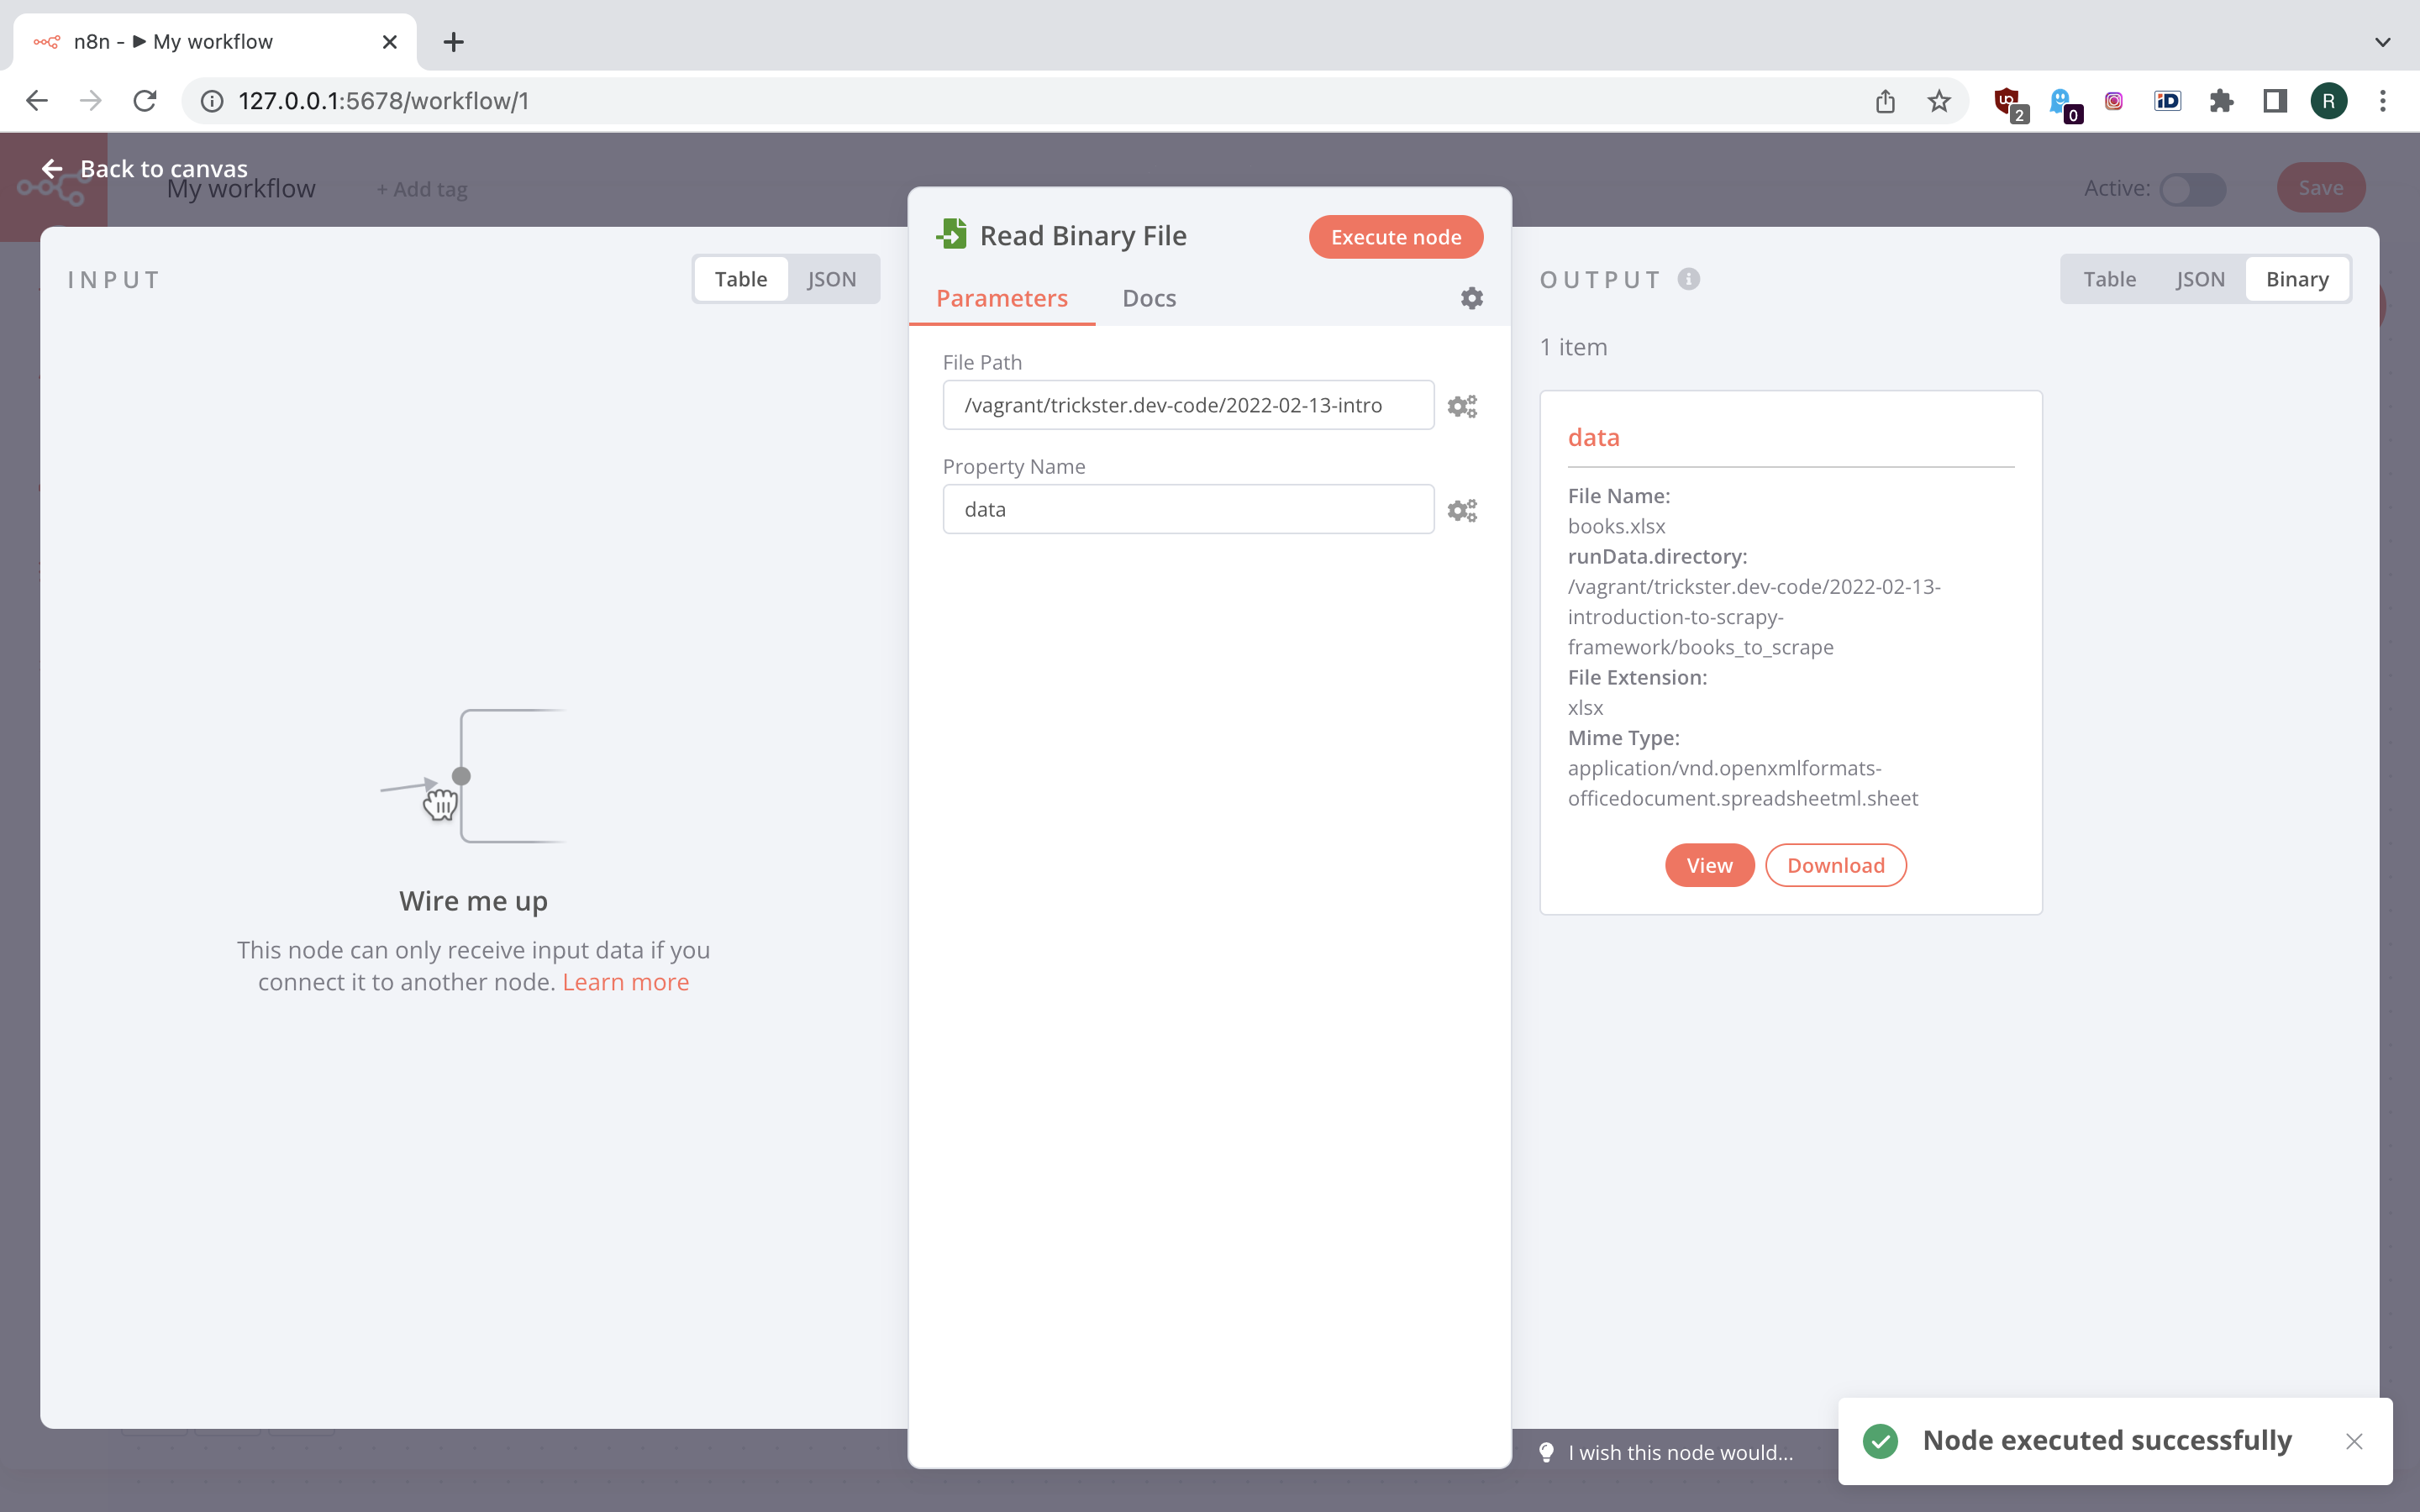 n8n - ▶ My workflow
127.0.0.1:5678/workflow/1
2
0
iD
R
Back to canvas
My workflow
+ Add tag
Active:
Save
INPUT
Table
JSON
Read Binary File
Execute node
OUTPUT
Table
JSON
Binary
Parameters
Docs
1 item
File Path
/vagrant/trickster.dev-code/2022-02-13-intro
Property Name
data
data
File Name:
books.xlsx
runData.directory:
/vagrant/trickster.dev-code/2022-02-13-
introduction-to-scrapy-
framework/books_to_scrape
File Extension:
xlsx
Mime Type:
application/vnd.openxmlformats-
officedocument.spreadsheetml.sheet
View
Download
Wire me up
This node can only receive input data if you
connect it to another node. Learn more
I wish this node would...
Node executed successfully